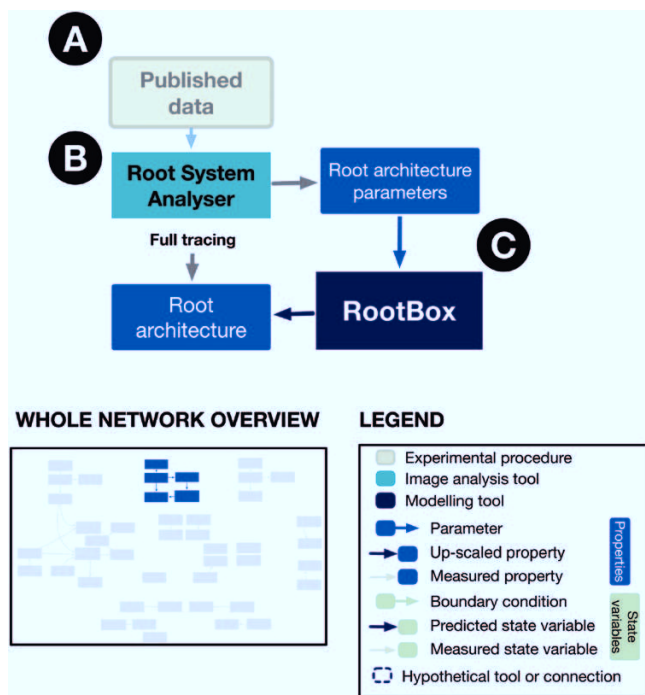 A
Published
data
B
Root System
Analyser
Root architecture
parameters
Full tracing
C
Root
architecture
RootBox
WHOLE NETWORK OVERVIEW
LEGEND
Experimental procedure
Image analysis tool
Modelling tool
Parameter
Up-scaled property
Measured property
Properties
Boundary condition
Predicted state variable
Measured state variable
State
variables
Hypothetical tool or connection